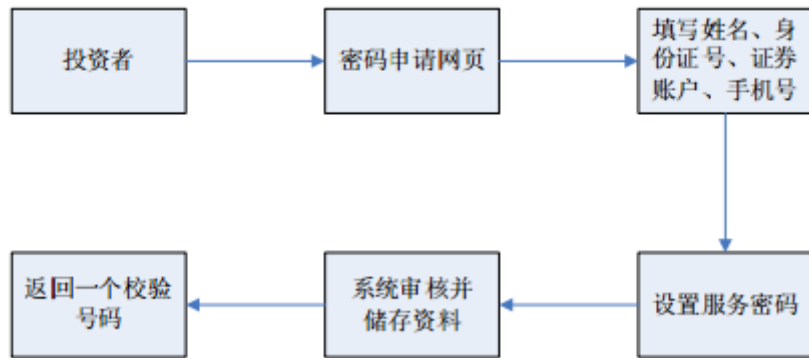 投资者
密码申请网页
填写姓名、身
份证号、证券
账户、手机号
设置服务密码
系统审核并
储存资料
返回一个校验
号码